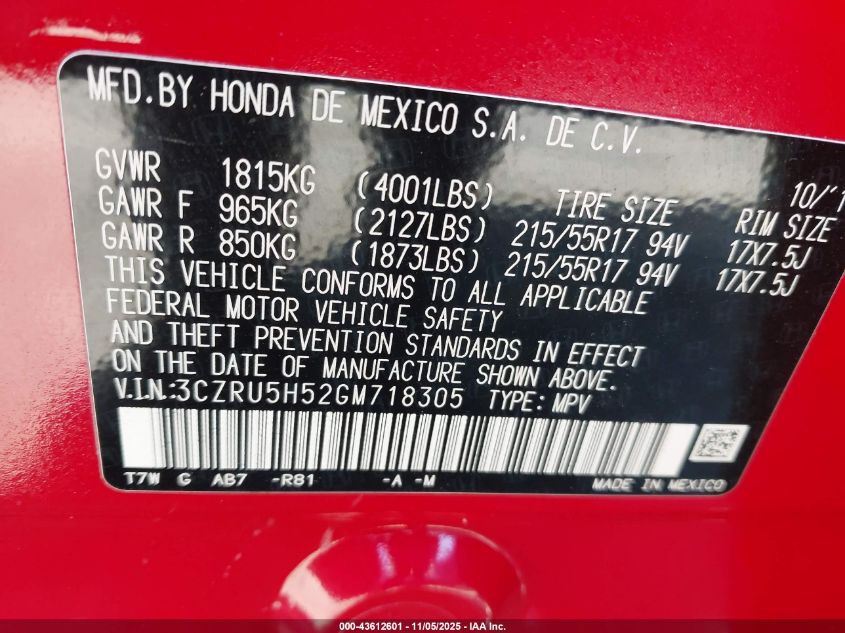 MFD.BY HONDA DE MEXICO S.A. DE C.V.
10/'1
GVWR 1815KG (4001LBS) TIRE SIZE RIM SIZE
GAWR F 965KG (2127LBS) 215/55R17 94V 17X7.5J
GAWR R 850KG (1873LBS) 215/55R17 94V 17X7.5J
THIS VEHICLE CONFORMS TO ALL APPLICABLE
FEDERAL MOTOR VEHICLE SAFETY
AND THEFT PREVENTION STANDARDS IN EFFECT
ON THE DATE OF MANUFACTURE SHOWN ABOVE.
V.I.N.:3CZRU5H52GM718305 TYPE: MPV
T7W G AB7 -R81 -A -M MADE IN MEXICO
000-43612601 - 11/05/2025 - IAA Inc.